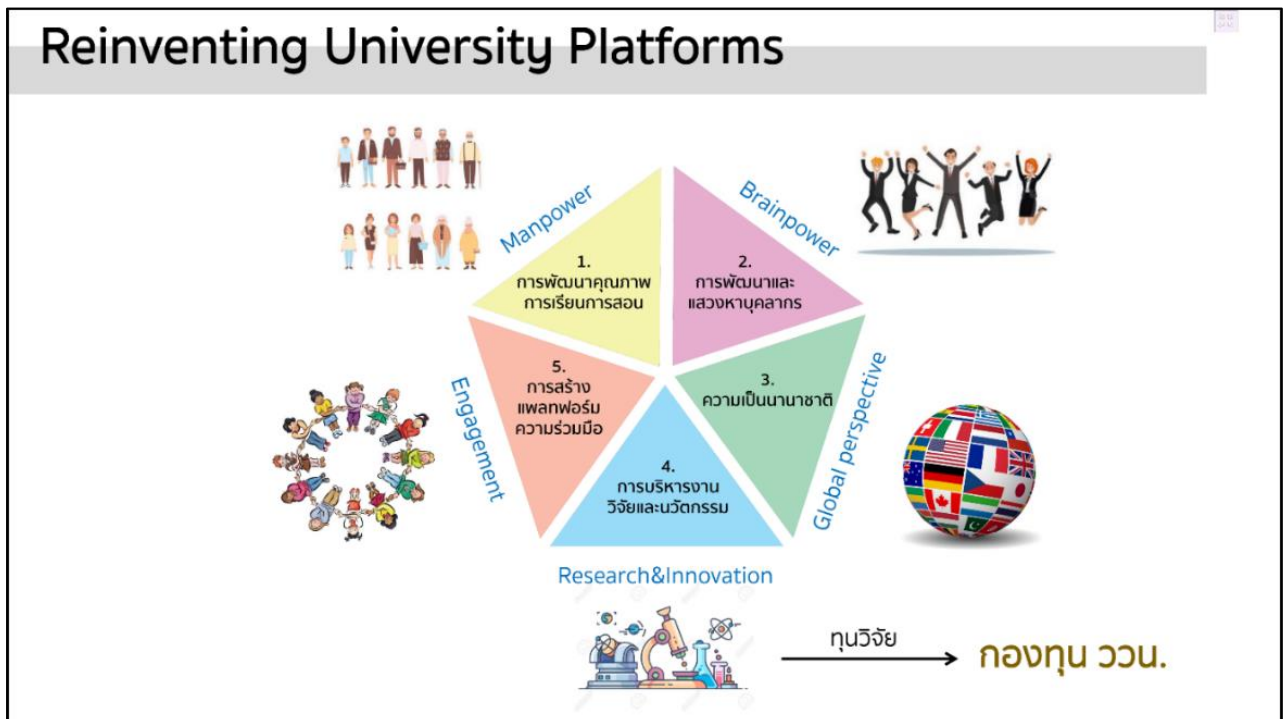 Reinventing University Platforms
Manpower
1.
การพัฒนาคุณภาพ
การเรียนการสอน
Brainpower
2.
การพัฒนาและ
แสวงหาบุคลากร
Global perspective
3.
ความเป็นนานาชาติ
4.
การบริหารงาน
วิจัยและนวัตกรรม
Research&Innovation
Engagement
5.
การสร้าง
แพลทฟอร์ม
ความร่วมมือ
ทุนวิจัย
กองทุน ววน.